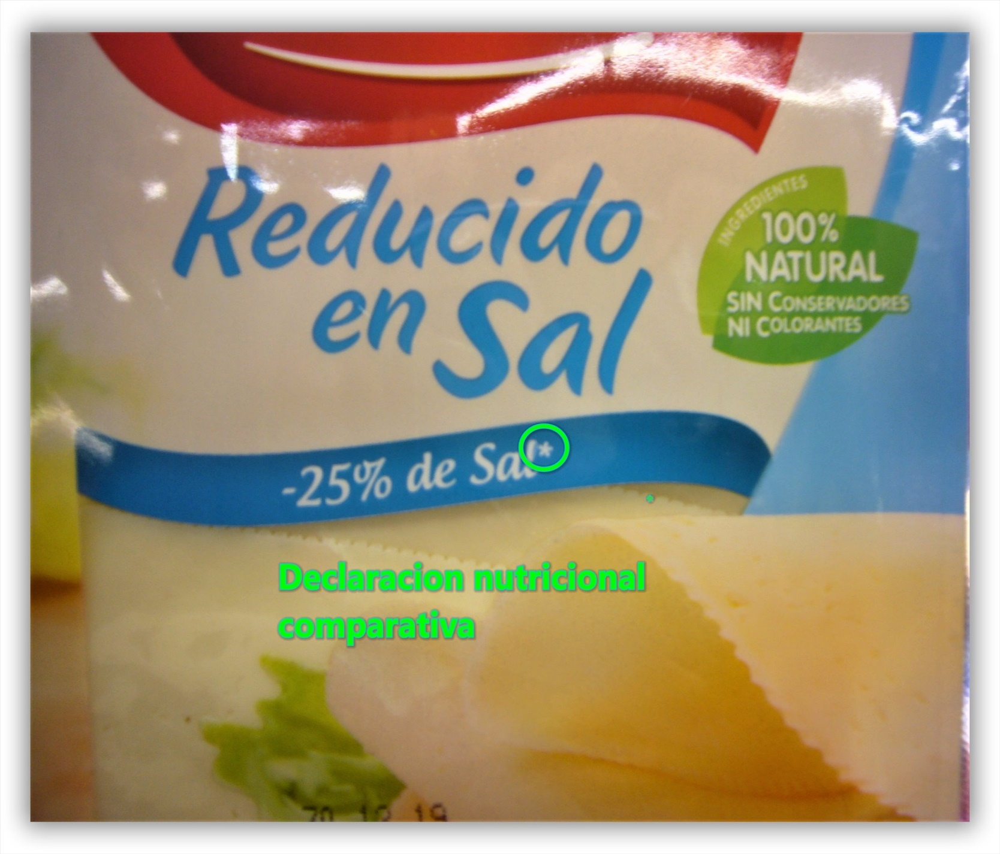 Reducido
en Sal
INGREDIENTES
100%
NATURAL
SIN CONSERVADORES
NI COLORANTES
-25% de Sal*
Declaracion nutricional
comparativa